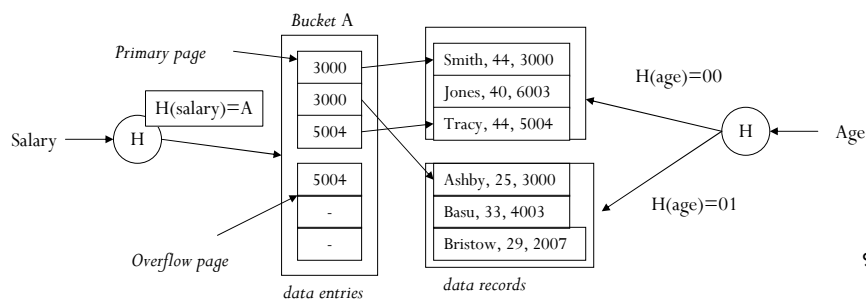 Bucket A
Primary page
3000
3000
5004
Smith, 44, 3000
Jones, 40, 6003
Tracy, 44, 5004
H(age)=00
H(salary)=A
Salary
H
H
Age
5004
-
-
Ashby, 25, 3000
Basu, 33, 4003
Bristow, 29, 2007
H(age)=01
Overflow page
data entries
data records